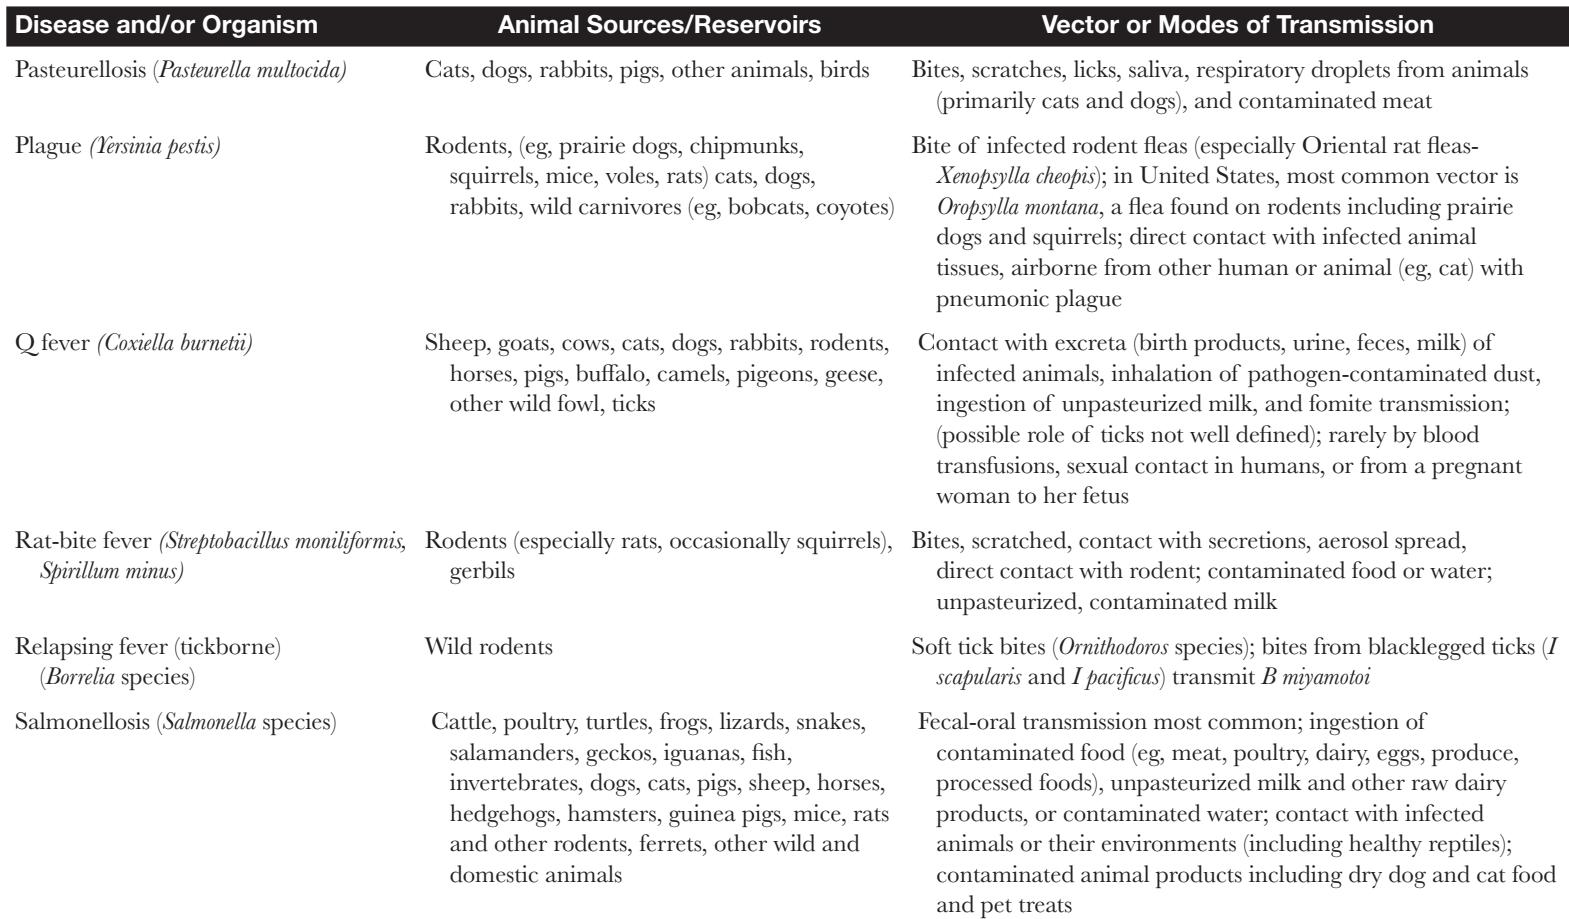 Disease and/or Organism Animal Sources/Reservoirs Vector or Modes of Transmission
Pasteurellosis (Pasteurella multocida)
Cats, dogs, rabbits, pigs, other animals, birds
Bites, scratches, licks, saliva, respiratory droplets from animals
(primarily cats and dogs), and contaminated meat
Plague (Yersinia pestis)
Rodents, (eg, prairie dogs, chipmunks,
squirrels, mice, voles, rats) cats, dogs,
rabbits, wild carnivores (eg, bobcats, coyotes)
Bite of infected rodent fleas (especially Oriental rat fleas-
Xenopsylla cheopis); in United States, most common vector is
Oropsylla montana, a flea found on rodents including prairie
dogs and squirrels; direct contact with infected animal
tissues, airborne from other human or animal (eg, cat) with
pneumonic plague
Q fever (Coxiella burnetii)
Sheep, goats, cows, cats, dogs, rabbits, rodents,
horses, pigs, buffalo, camels, pigeons, geese,
other wild fowl, ticks
Contact with excreta (birth products, urine, feces, milk) of
infected animals, inhalation of pathogen-contaminated dust,
ingestion of unpasteurized milk, and fomite transmission;
(possible role of ticks not well defined); rarely by blood
transfusions, sexual contact in humans, or from a pregnant
woman to her fetus
Rat-bite fever (Streptobacillus moniliformis,
Spirillum minus)
Rodents (especially rats, occasionally squirrels),
gerbils
Bites, scratched, contact with secretions, aerosol spread,
direct contact with rodent; contaminated food or water;
unpasteurized, contaminated milk
Relapsing fever (tickborne)
(Borrelia species)
Wild rodents
Soft tick bites (Ornithodoros species); bites from blacklegged ticks (I
scapularis and I pacificus) transmit B miyamotoi
Salmonellosis (Salmonella species)
Cattle, poultry, turtles, frogs, lizards, snakes,
salamanders, geckos, iguanas, fish,
invertebrates, dogs, cats, pigs, sheep, horses,
hedgehogs, hamsters, guinea pigs, mice, rats
and other rodents, ferrets, other wild and
domestic animals
Fecal-oral transmission most common; ingestion of
contaminated food (eg, meat, poultry, dairy, eggs, produce,
processed foods), unpasteurized milk and other raw dairy
products, or contaminated water; contact with infected
animals or their environments (including healthy reptiles);
contaminated animal products including dry dog and cat food
and pet treats